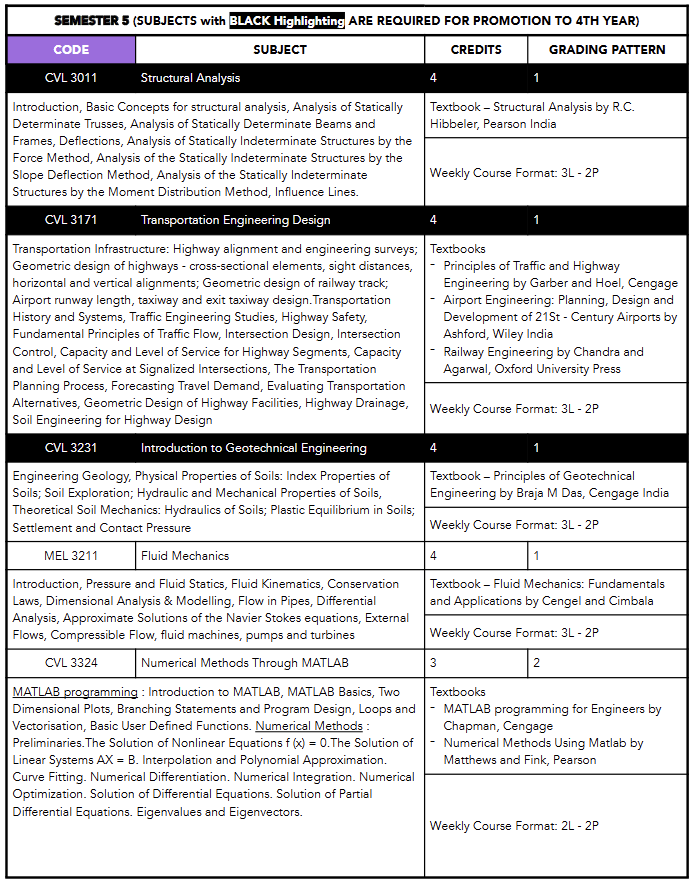 SEMESTER 5 (SUBJECTS with BLACK Highlighting ARE REQUIRED FOR PROMOTION TO 4TH YEAR)
CODE SUBJECT CREDITS GRADING PATTERN
CVL 3011 Structural Analysis 4 1
Introduction, Basic Concepts for structural analysis, Analysis of Statically
Determinate Trusses, Analysis of Statically Determinate Beams and
Frames, Deflections, Analysis of Statically Indeterminate Structures by the
Force Method, Analysis of the Statically Indeterminate Structures by the
Slope Deflection Method, Analysis of the Statically Indeterminate
Structures by the Moment Distribution Method, Influence Lines.
Textbook – Structural Analysis by R.C.
Hibbeler, Pearson India
Weekly Course Format: 3L - 2P
CVL 3171 Transportation Engineering Design 4 1
Transportation Infrastructure: Highway alignment and engineering surveys;
Geometric design of highways - cross-sectional elements, sight distances,
horizontal and vertical alignments; Geometric design of railway track;
Airport runway length, taxiway and exit taxiway design.Transportation
History and Systems, Traffic Engineering Studies, Highway Safety,
Fundamental Principles of Traffic Flow, Intersection Design, Intersection
Control, Capacity and Level of Service for Highway Segments, Capacity
and Level of Service at Signalized Intersections, The Transportation
Planning Process, Forecasting Travel Demand, Evaluating Transportation
Alternatives, Geometric Design of Highway Facilities, Highway Drainage,
Soil Engineering for Highway Design
Textbooks
- Principles of Traffic and Highway
Engineering by Garber and Hoel, Cengage
- Airport Engineering: Planning, Design and
Development of 21St - Century Airports by
Ashford, Wiley India
- Railway Engineering by Chandra and
Agarwal, Oxford University Press
Weekly Course Format: 3L - 2P
CVL 3231 Introduction to Geotechnical Engineering 4 1
Engineering Geology, Physical Properties of Soils: Index Properties of
Soils; Soil Exploration; Hydraulic and Mechanical Properties of Soils,
Theoretical Soil Mechanics: Hydraulics of Soils; Plastic Equilibrium in Soils;
Settlement and Contact Pressure
Textbook – Principles of Geotechnical
Engineering by Braja M Das, Cengage India
Weekly Course Format: 3L - 2P
MEL 3211 Fluid Mechanics 4 1
Introduction, Pressure and Fluid Statics, Fluid Kinematics, Conservation
Laws, Dimensional Analysis & Modelling, Flow in Pipes, Differential
Analysis, Approximate Solutions of the Navier Stokes equations, External
Flows, Compressible Flow, fluid machines, pumps and turbines
Textbook – Fluid Mechanics: Fundamentals
and Applications by Cengel and Cimbala
Weekly Course Format: 3L - 2P
CVL 3324 Numerical Methods Through MATLAB 3 2
MATLAB programming : Introduction to MATLAB, MATLAB Basics, Two
Dimensional Plots, Branching Statements and Program Design, Loops and
Vectorisation, Basic User Defined Functions. Numerical Methods :
Preliminaries.The Solution of Nonlinear Equations f (x) = 0.The Solution of
Linear Systems AX = B. Interpolation and Polynomial Approximation.
Curve Fitting. Numerical Differentiation. Numerical Integration. Numerical
Optimization. Solution of Differential Equations. Solution of Partial
Differential Equations. Eigenvalues and Eigenvectors.
Textbooks
- MATLAB programming for Engineers by
Chapman, Cengage
- Numerical Methods Using Matlab by
Matthews and Fink, Pearson
Weekly Course Format: 2L - 2P